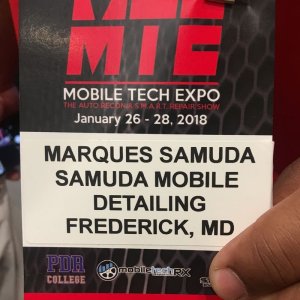 MTE
MOBILE TECH EXPO
THE AUTO RECON & S.M.A.R.T. REPAIR SHOW
January 26 - 28, 2018
MARQUES SAMUDA
SAMUDA MOBILE
DETAILING
FREDERICK, MD
PDR
COLLEGE
mobiletechRX